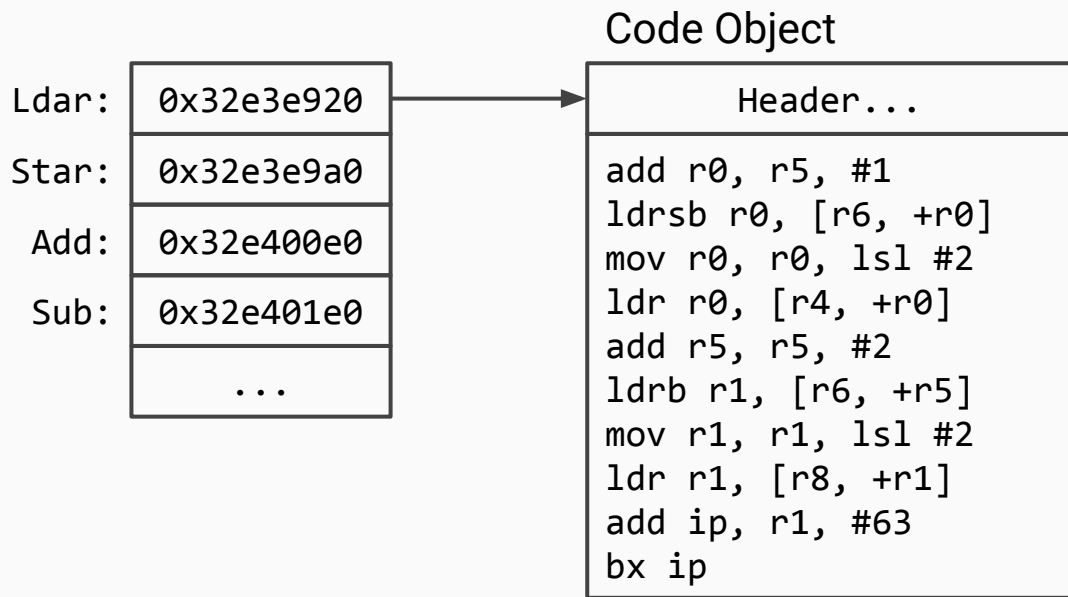 Code Object
Ldar: 0x32e3e920
Star: 0x32e3e9a0
Add: 0x32e400e0
Sub: 0x32e401e0
...
Header...
add r0, r5, #1
ldrsb r0, [r6, +r0]
mov r0, r0, lsl #2
ldr r0, [r4, +r0]
add r5, r5, #2
ldrb r1, [r6, +r5]
mov r1, r1, lsl #2
ldr r1, [r8, +r1]
add ip, r1, #63
bx ip